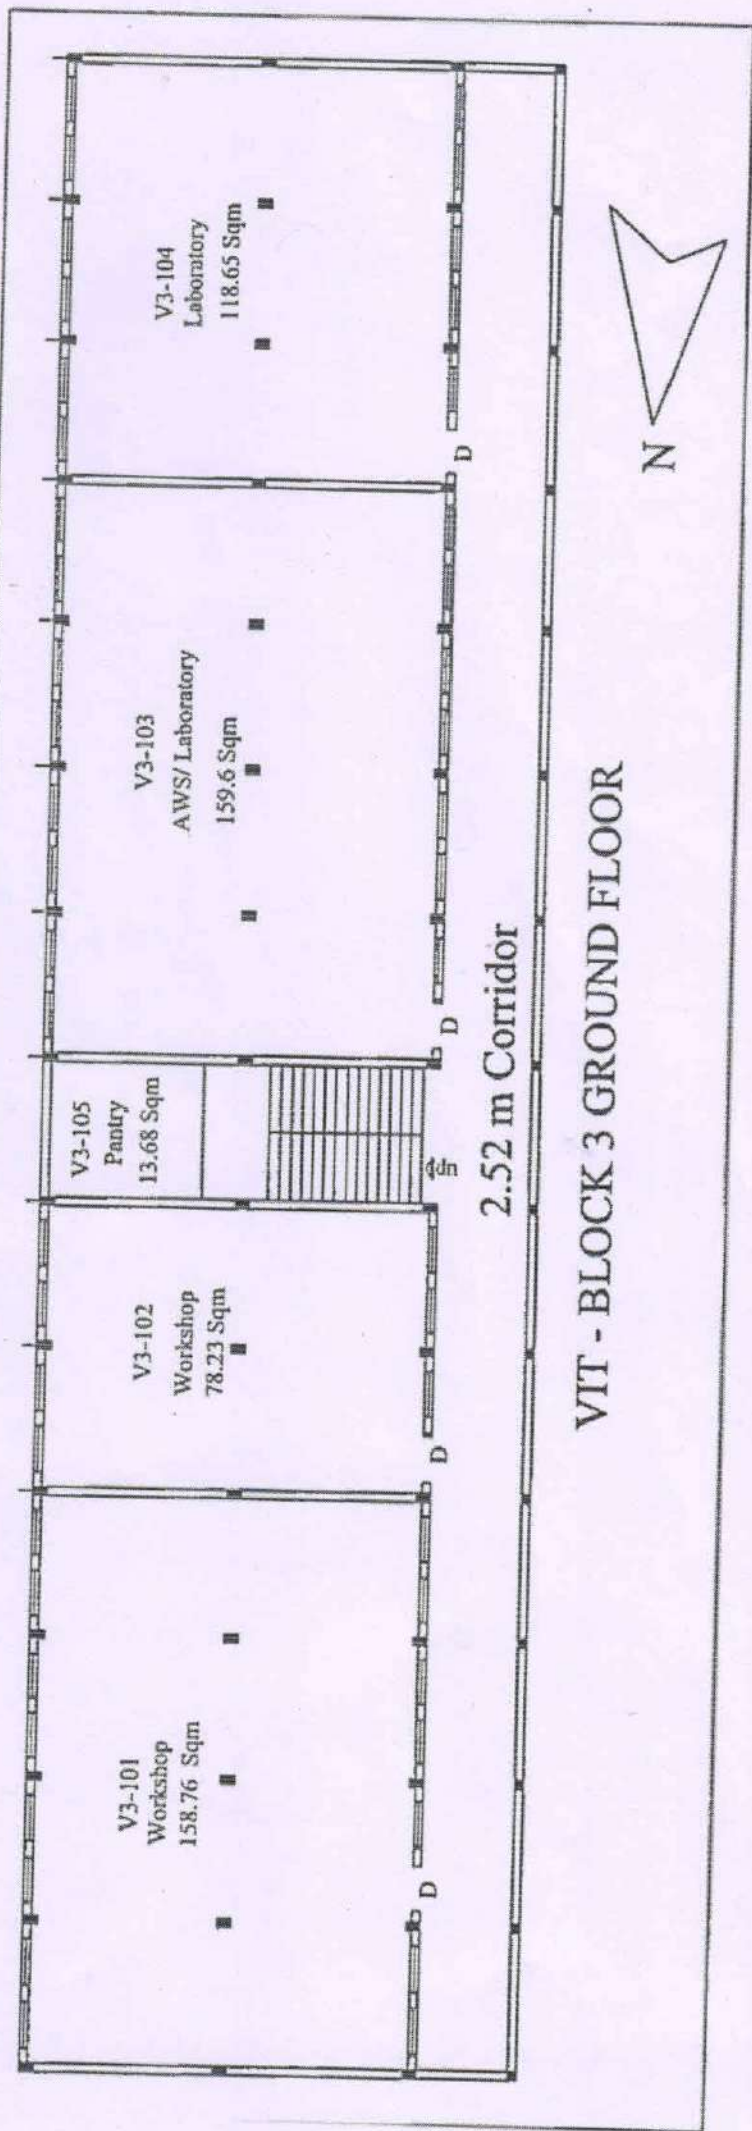 V3-101
Workshop
158.76 Sqm
V3-102
Workshop
78.23 Sqm
V3-105
Pantry
13.68 Sqm
V3-103
AWS/ Laboratory
159.6 Sqm
V3-104
Laboratory
118.65 Sqm
D
D
D
D
up
2.52 m Corridor
N
VIT - BLOCK 3 GROUND FLOOR